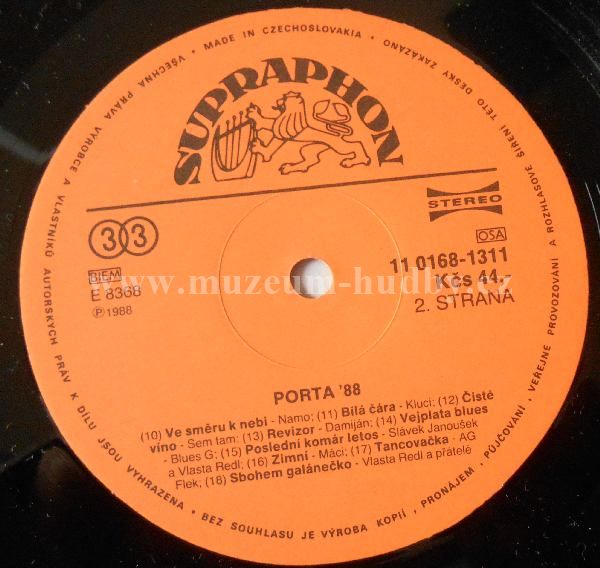 VŠECHNA PRÁVA VÝROBCE A VLASTNÍKŮ AUTORSKÝCH PRÁV K DÍLU JSOU VYHRAZENA • BEZ SOUHLASU JE VÝROBA KOPIÍ, PRONÁJEM, PŮJČOVÁNÍ, VEŘEJNÉ PROVOZOVÁNÍ A ROZHLASOVÉ ŠÍŘENÍ TÉTO DESKY ZAKÁZÁNO • MADE IN CZECHOSLOVAKIA •
SUPRAPHON
33
STEREO
BIEM
OSA
E 8368
11 0168-1311
Ⓟ 1988
Kčs 44,-
2. STRANA
www.muzeum-hudby.cz
PORTA '88
(10) Ve směru k nebi - Namo; (11) Bílá čára - Kluci; (12) Čisté
víno - Sem tam; (13) Revizor - Damiján; (14) Vejplata blues
- Blues G; (15) Poslední komár letos - Slávek Janoušek
a Vlasta Redl; (16) Zimní - Máci; (17) Tancovačka - AG
Flek; (18) Sbohem galánečko - Vlasta Redl a přátelé